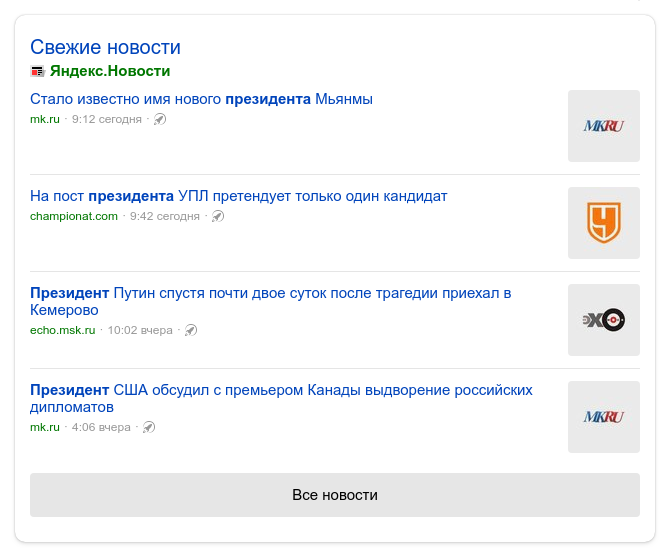 Свежие новости
Яндекс.Новости
Стало известно имя нового президента Мьянмы
mk.ru · 9:12 сегодня ·
MKRU
На пост президента УПЛ претендует только один кандидат
championat.com · 9:42 сегодня ·
Президент Путин спустя почти двое суток после трагедии приехал в
Кемерово
echo.msk.ru · 10:02 вчера ·
ЭХО
Президент США обсудил с премьером Канады выдворение российских
дипломатов
mk.ru · 4:06 вчера ·
MKRU
Все новости